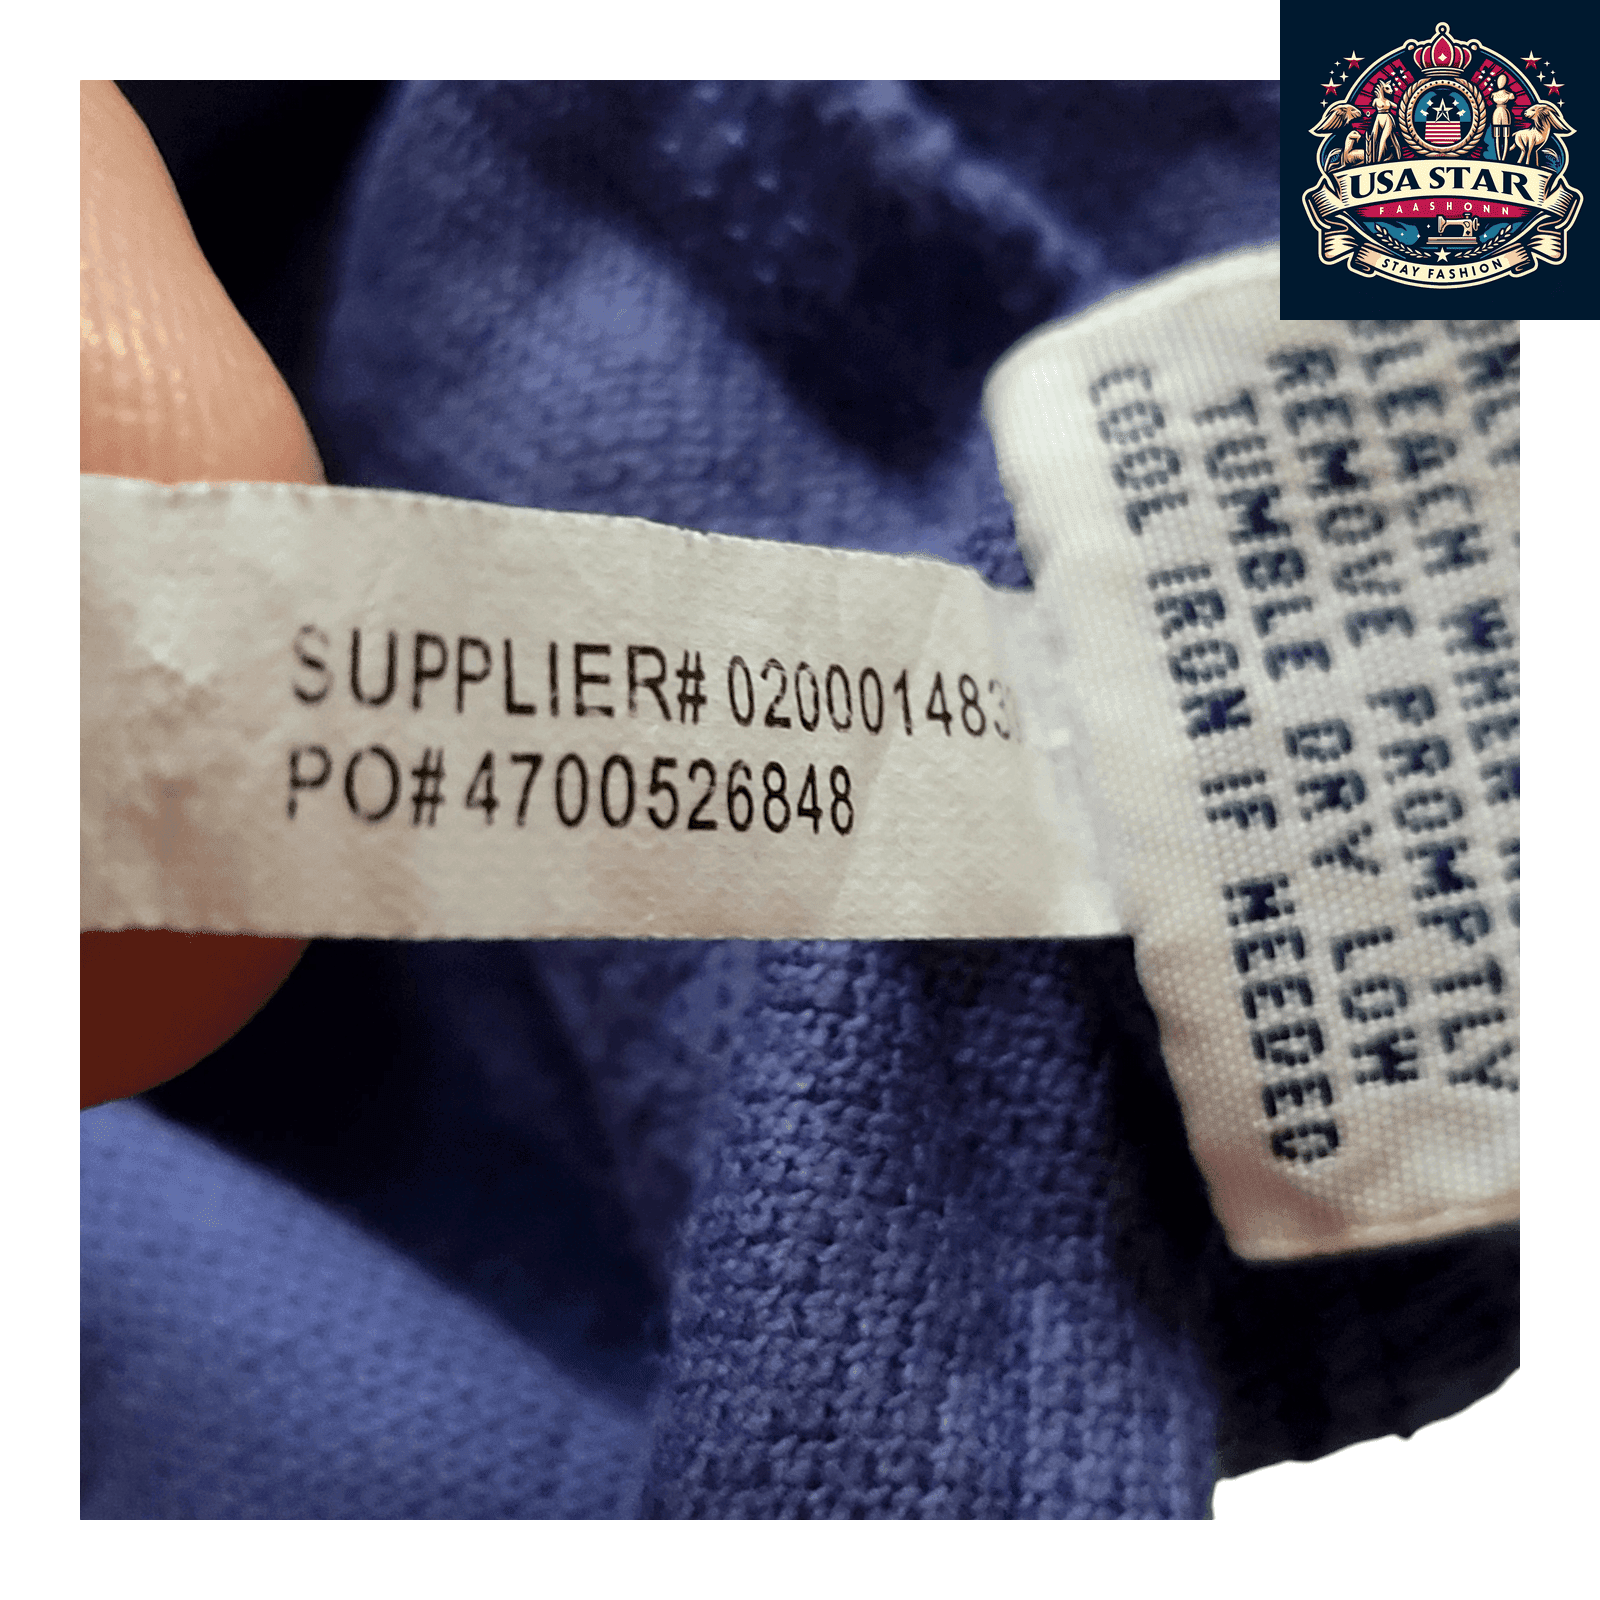 USA STAR
FAASHONN
STAY FASHION
SUPPLIER# 020001483
PO# 4700526848
BLEACH WHEN
REMOVE PROMPTLY
TUMBLE DRY LOW
COOL IRON IF NEEDED